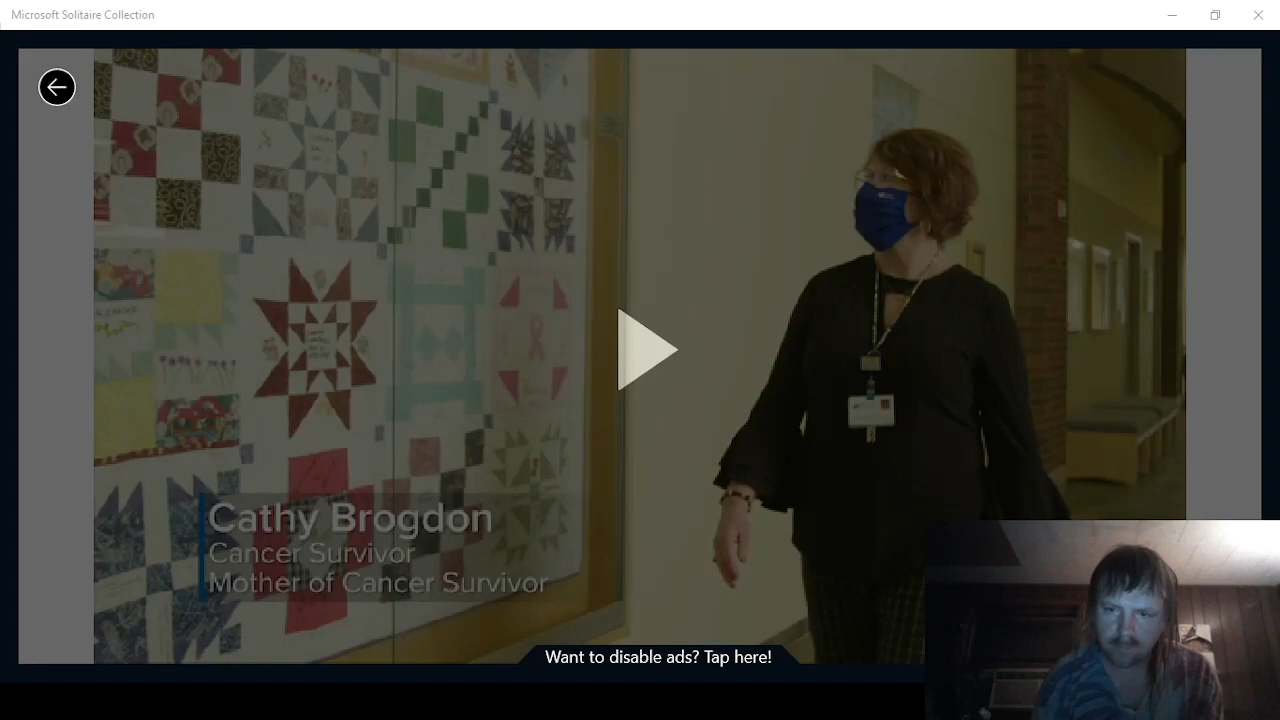 Microsoft Solitaire Collection
Cathy Brogdon
Cancer Survivor
Mother of Cancer Survivor
Want to disable ads? Tap here!